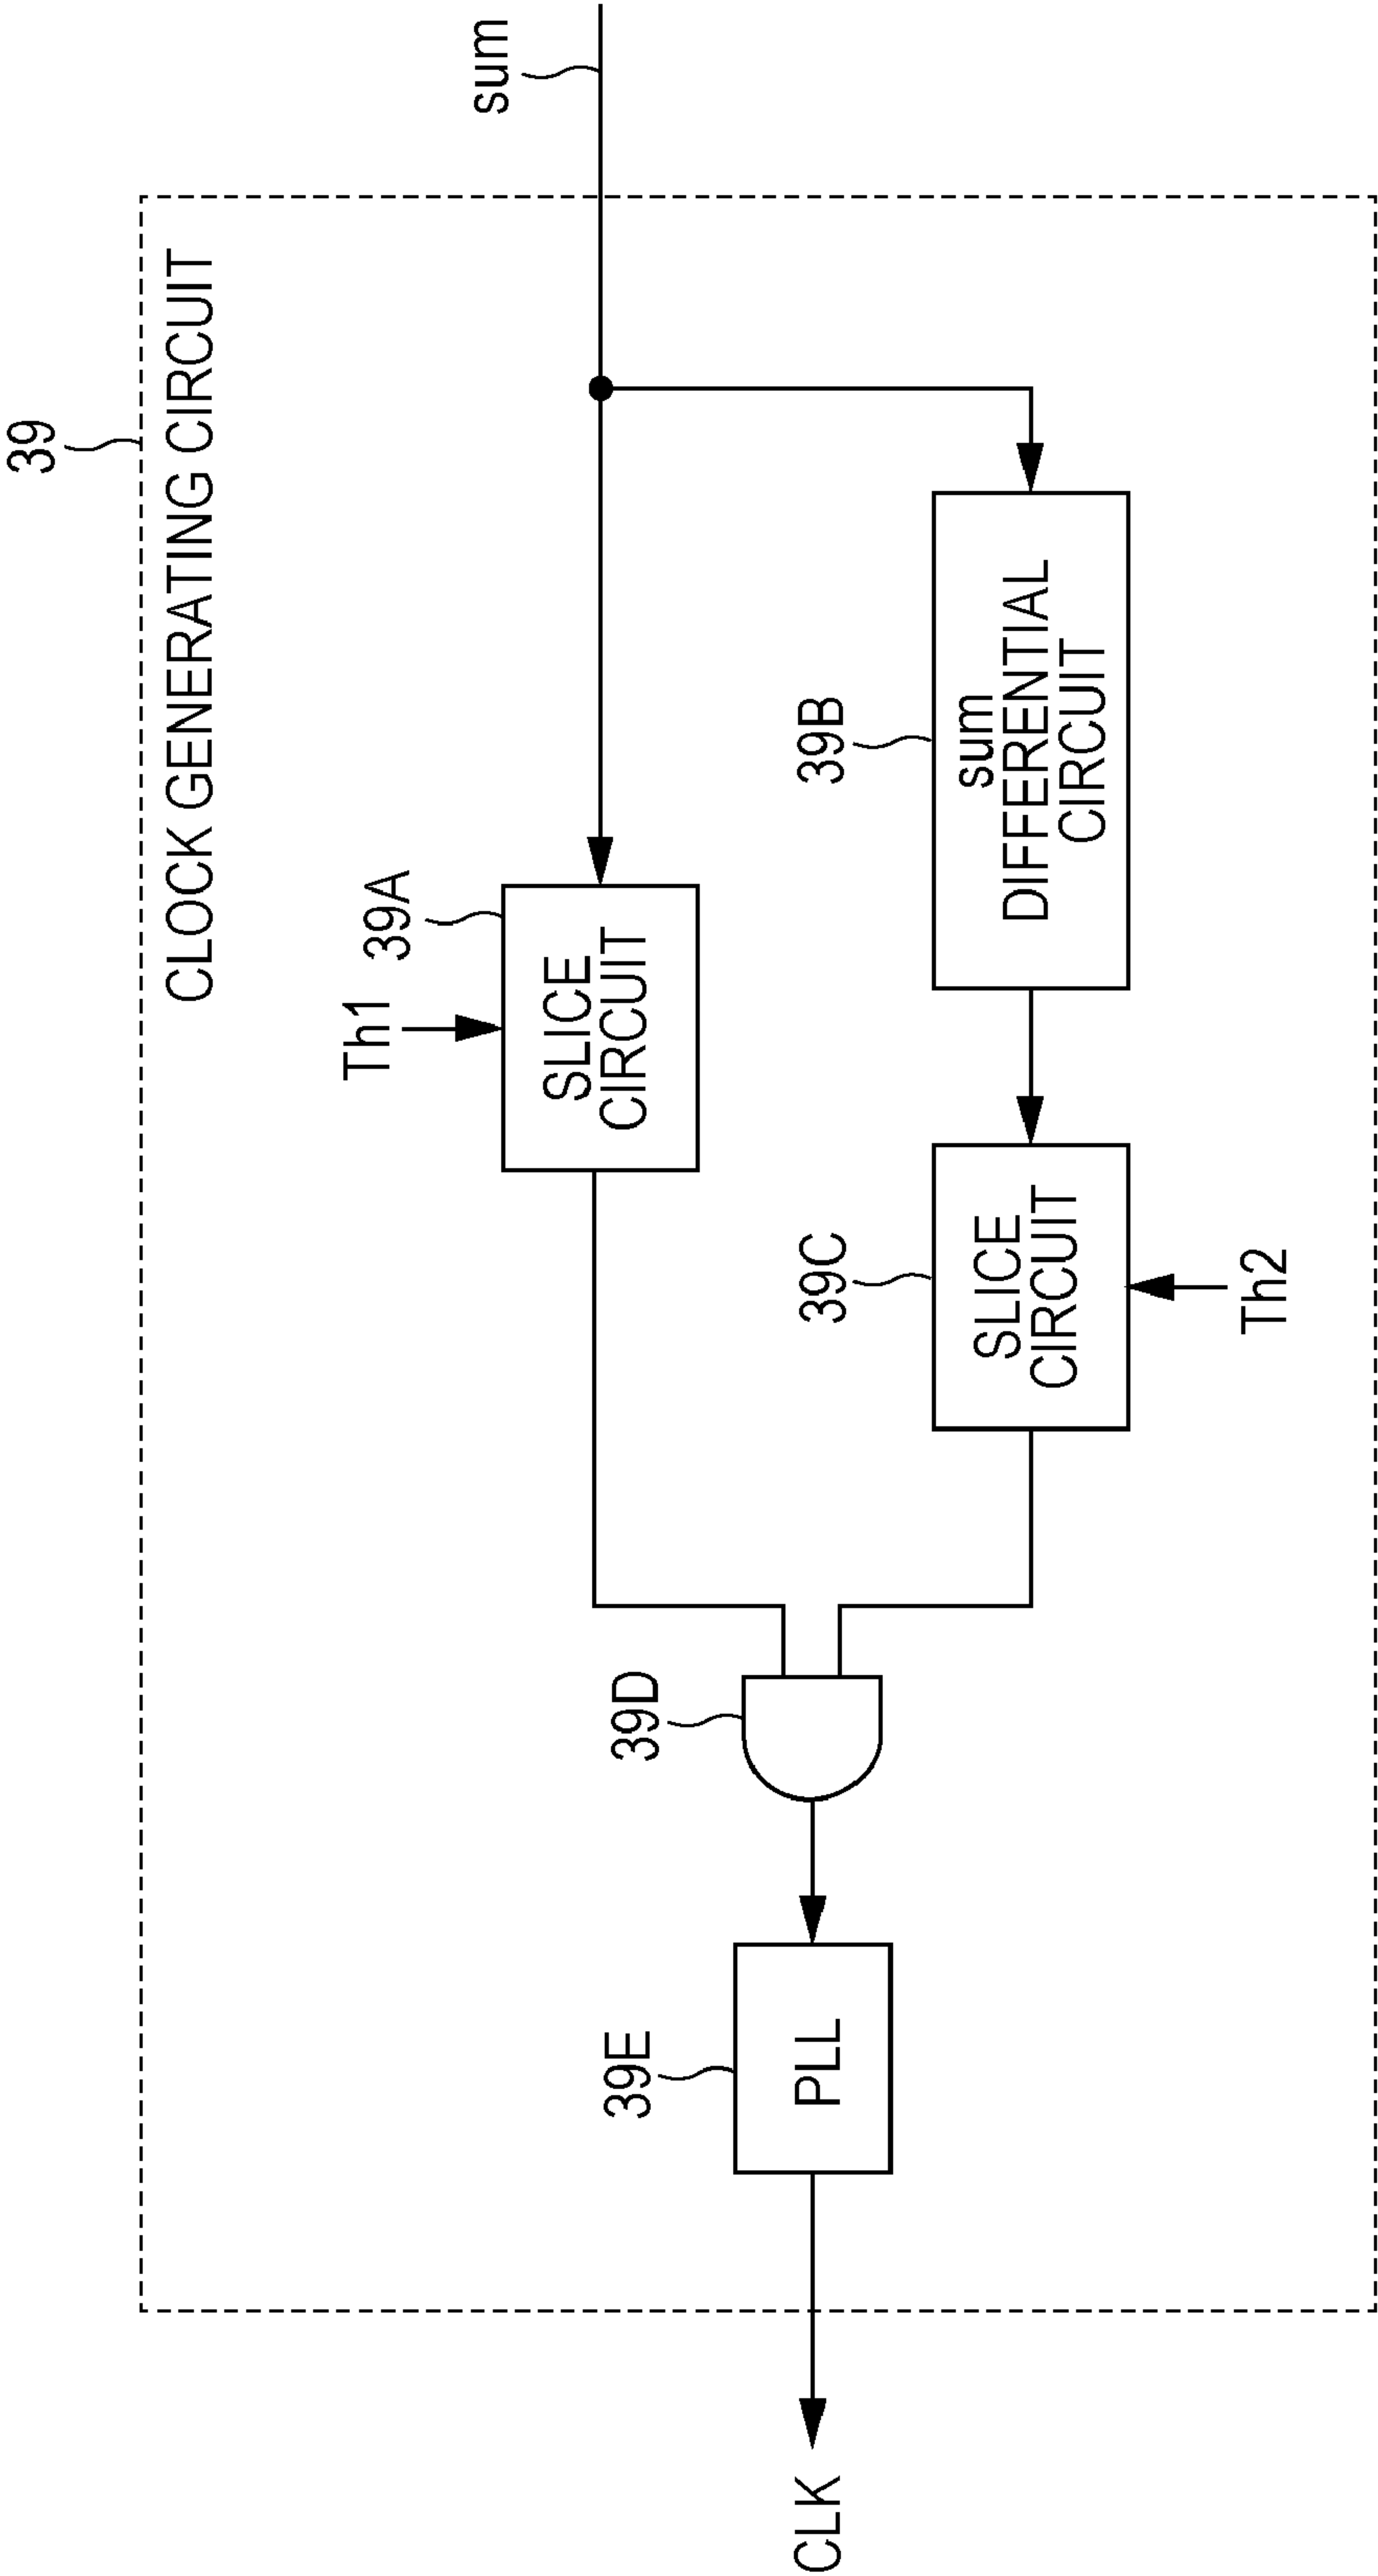 39
CLOCK GENERATING CIRCUIT
sum
Th1
39A
SLICE
CIRCUIT
39B
sum
DIFFERENTIAL
CIRCUIT
39C
SLICE
CIRCUIT
Th2
39D
39E
PLL
CLK